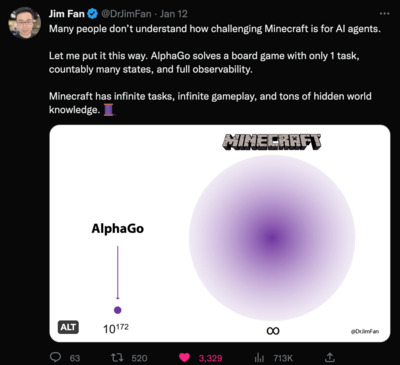 Jim Fan @DrJimFan · Jan 12
Many people don't understand how challenging Minecraft is for AI agents.
Let me put it this way. AlphaGo solves a board game with only 1 task,
countably many states, and full observability.
Minecraft has infinite tasks, infinite gameplay, and tons of hidden world
knowledge. 🧵
MINECRAFT
AlphaGo
ALT
10¹⁷²
∞
@DrJimFan
63 520 3,329 713K